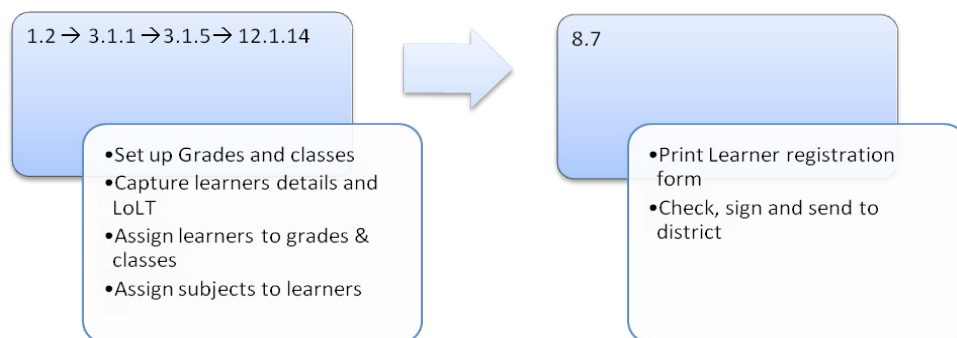 1.2 → 3.1.1 →3.1.5→ 12.1.14
•Set up Grades and classes
•Capture learners details and
LoLT
•Assign learners to grades &
classes
•Assign subjects to learners
8.7
•Print Learner registration
form
•Check, sign and send to
district